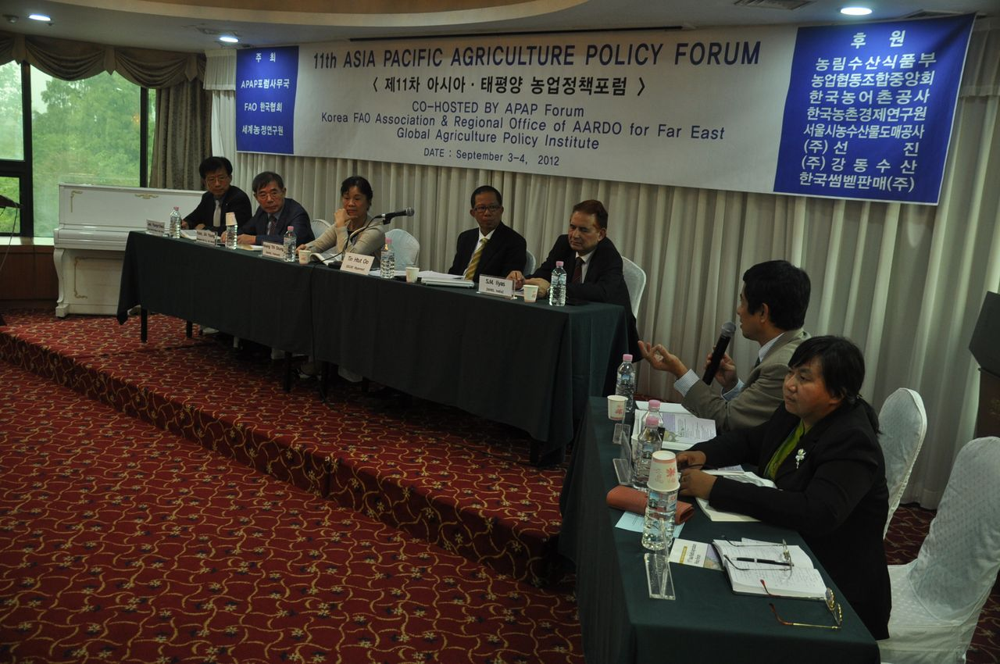 주 최
APAP포럼사무국
FAO 한국협회
세계농정연구원
11th ASIA PACIFIC AGRICULTURE POLICY FORUM
< 제11차 아시아 · 태평양 농업정책포럼 >
CO-HOSTED BY APAP Forum
Korea FAO Association & Regional Office of AARDO for Far East
Global Agriculture Policy Institute
DATE : September 3-4, 2012
후 원
농림수산식품부
농업협동조합중앙회
한국농어촌공사
한국농촌경제연구원
서울시농수산물도매공사
(주) 선 진
(주) 강 동 수 산
한국썸벧판매(주)
Tin Htut Oo
S.M. Ilyas